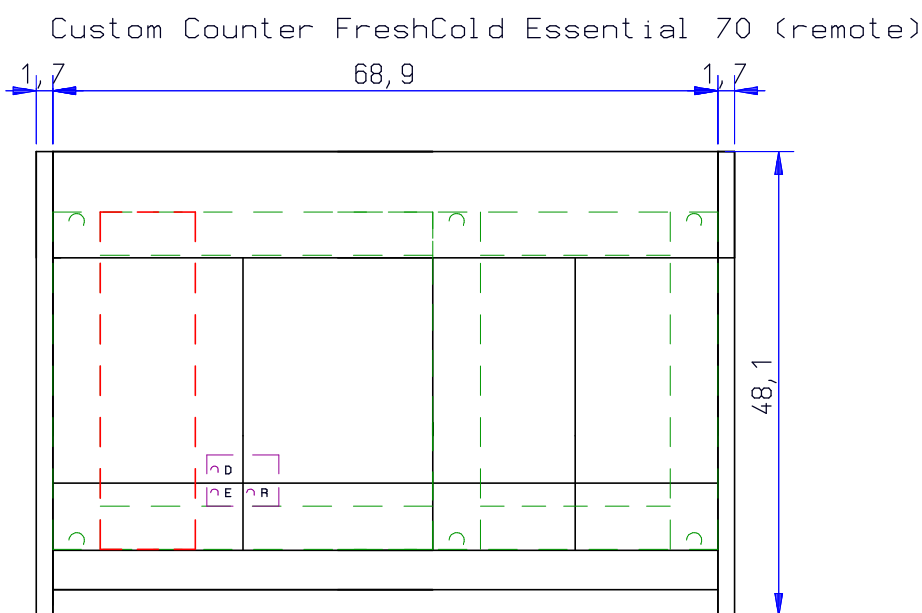 Custom Counter FreshCold Essential 70 (remote)
1,7 68,9 1,7
48,1
D
E R